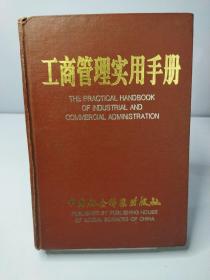 工商管理实用手册
THE PRACTICAL HANDBOOK
OF INDUSTRIAL AND
COMMERCIAL ADMINISTRATION
中国社会科学出版社
PUBLISHED BY PUBLISHING HOUSE
OF SOCIAL SCIENCES OF CHINA